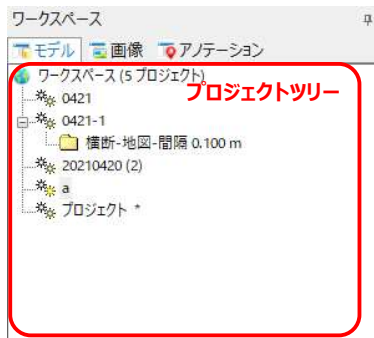 ワークスペース
モデル 画像 アノテーション
ワークスペース (5 プロジェクト)
プロジェクトツリー
0421
0421-1
横断-地図-間隔 0.100 m
20210420 (2)
a
プロジェクト *